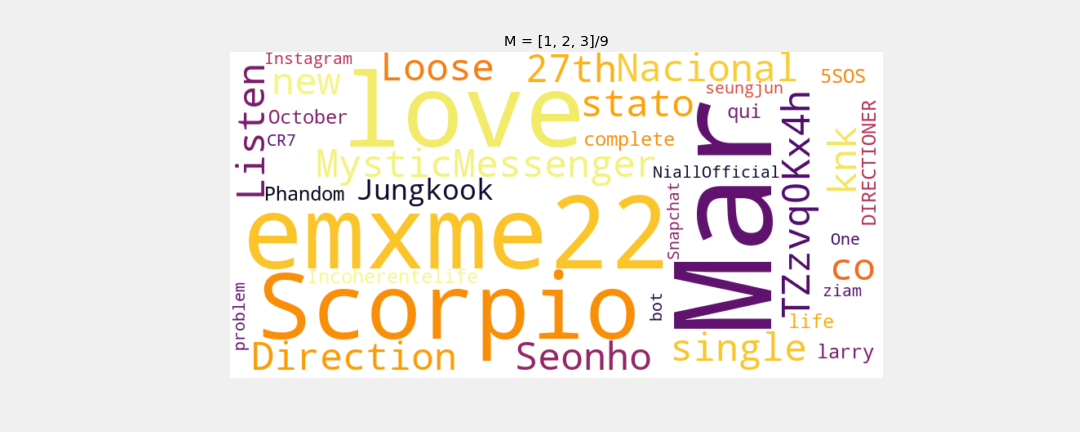 M = [1, 2, 3]/9
Instagram
Loose
27th
Nacional
5SOS
new
love
stato
seungjun
Listen
October
CR7
complete
qui
TZzvq0Kx4h
knk
DIRECTIONER
MysticMessenger
NiallOfficial
Phandom
Jungkook
Mar
Snapchat
emxme22
One
co
Incoherentelife
Scorpio
problem
bot
ziam
life
Direction
Seonho
single
larry